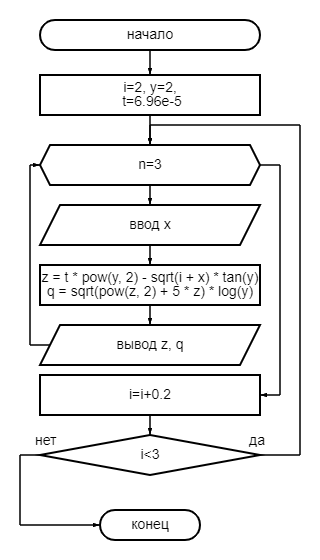 начало
i=2, y=2,
t=6.96e-5
n=3
ввод x
z = t * pow(y, 2) - sqrt(i + x) * tan(y)
q = sqrt(pow(z, 2) + 5 * z) * log(y)
вывод z, q
i=i+0.2
нет
да
i<3
конец